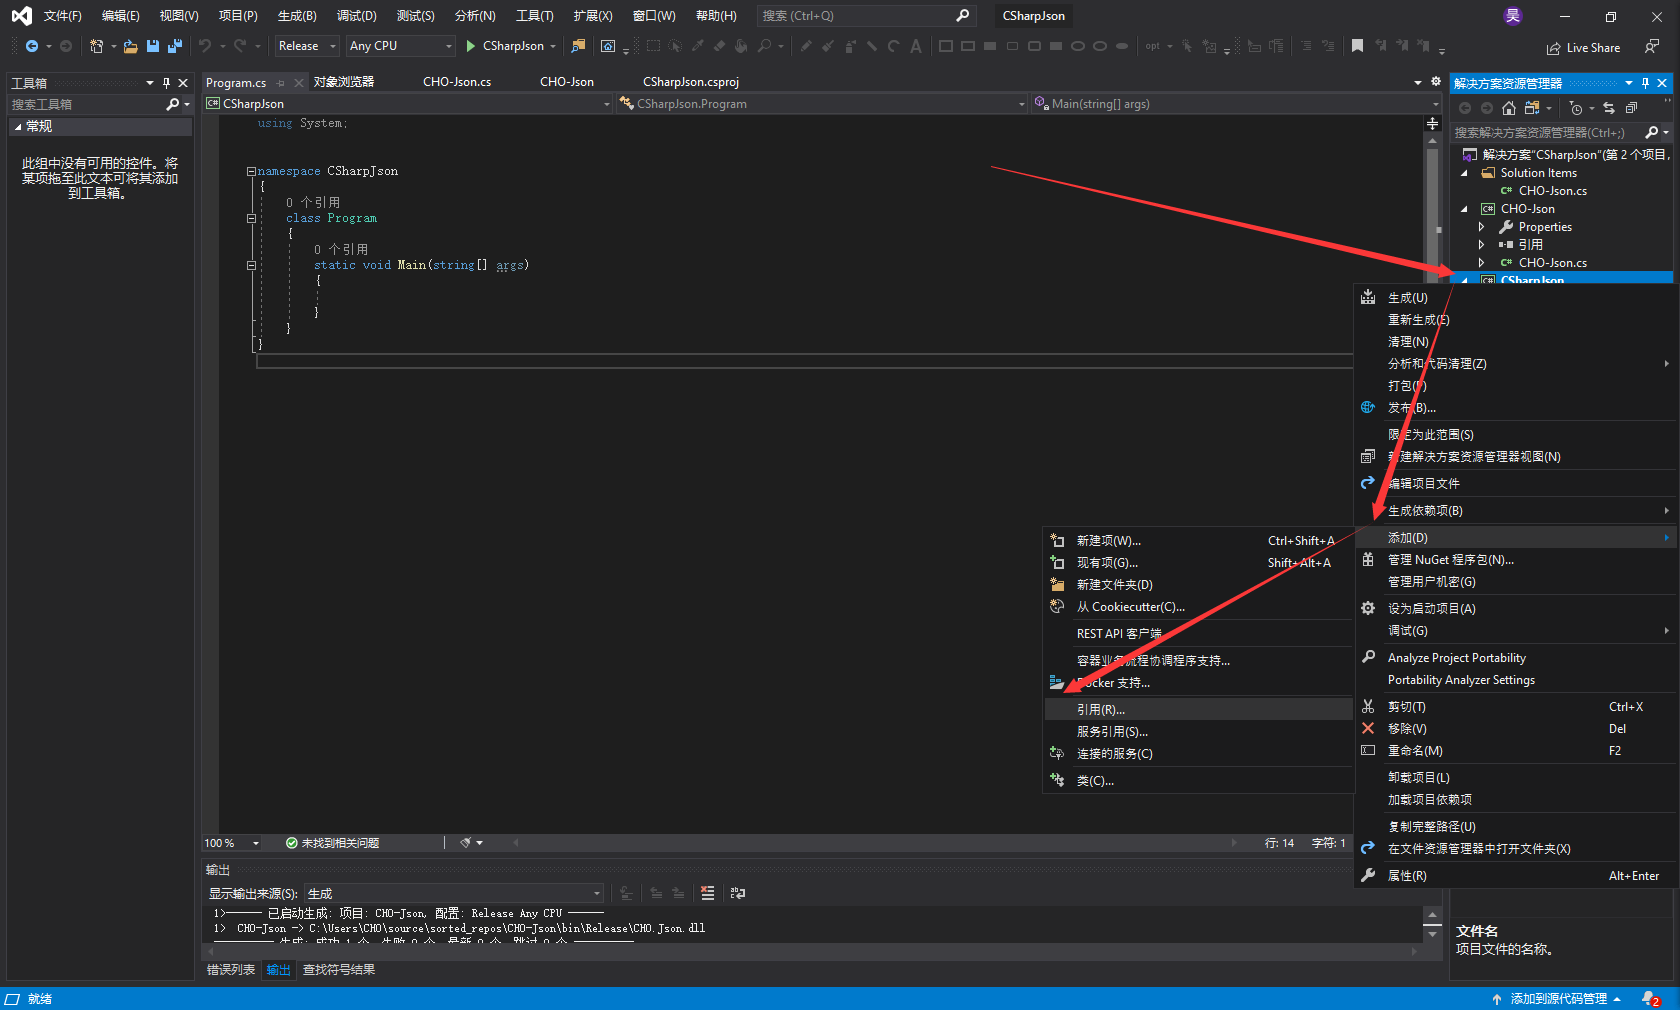 文件(F) 编辑(E) 视图(V) 项目(P) 生成(B) 调试(D) 测试(S) 分析(N) 工具(T) 扩展(X) 窗口(W) 帮助(H) 搜索 (Ctrl+Q) CSharpJson 吴
Release Any CPU CSharpJson opt Live Share
工具箱
搜索工具箱
常规
此组中没有可用的控件。将
某项拖至此文本可将其添加
到工具箱。
Program.cs 对象浏览器 CHO-Json.cs CHO-Json CSharpJson.csproj
CSharpJson CSharpJson.Program Main(string[] args)
using System;
namespace CSharpJson
{
0 个引用
class Program
{
0 个引用
static void Main(string[] args)
{
}
}
}
100 % 未找到相关问题 行: 14 字符: 1
解决方案资源管理器
搜索解决方案资源管理器(Ctrl+;)
解决方案"CSharpJson"(第 2 个项目,
Solution Items
C# CHO-Json.cs
C# CHO-Json
Properties
引用
C# CHO-Json.cs
C# CSharpJson
生成(U)
重新生成(E)
清理(N)
分析和代码清理(Z)
打包(P)
发布(B)...
限定为此范围(S)
新建解决方案资源管理器视图(N)
编辑项目文件
生成依赖项(B)
添加(D)
管理 NuGet 程序包(N)...
管理用户机密(G)
设为启动项目(A)
调试(G)
Analyze Project Portability
Portability Analyzer Settings
剪切(T) Ctrl+X
移除(V) Del
重命名(M) F2
卸载项目(L)
加载项目依赖项
复制完整路径(U)
在文件资源管理器中打开文件夹(X)
属性(R) Alt+Enter
新建项(W)... Ctrl+Shift+A
现有项(G)... Shift+Alt+A
新建文件夹(D)
从 Cookiecutter(C)...
REST API 客户端...
容器业务流程协调程序支持...
Docker 支持...
引用(R)...
服务引用(S)...
连接的服务(C)
类(C)...
输出
显示输出来源(S): 生成
1>------ 已启动生成: 项目: CHO-Json, 配置: Release Any CPU ------
1> CHO-Json -> C:\Users\CHO\source\sorted_repos\CHO-Json\bin\Release\CHO.Json.dll
========== 生成: 成功 1 个，失败 0 个，最新 0 个，跳过 0 个 ==========
错误列表 输出 查找符号结果
文件名
项目文件的名称。
就绪 添加到源代码管理 2